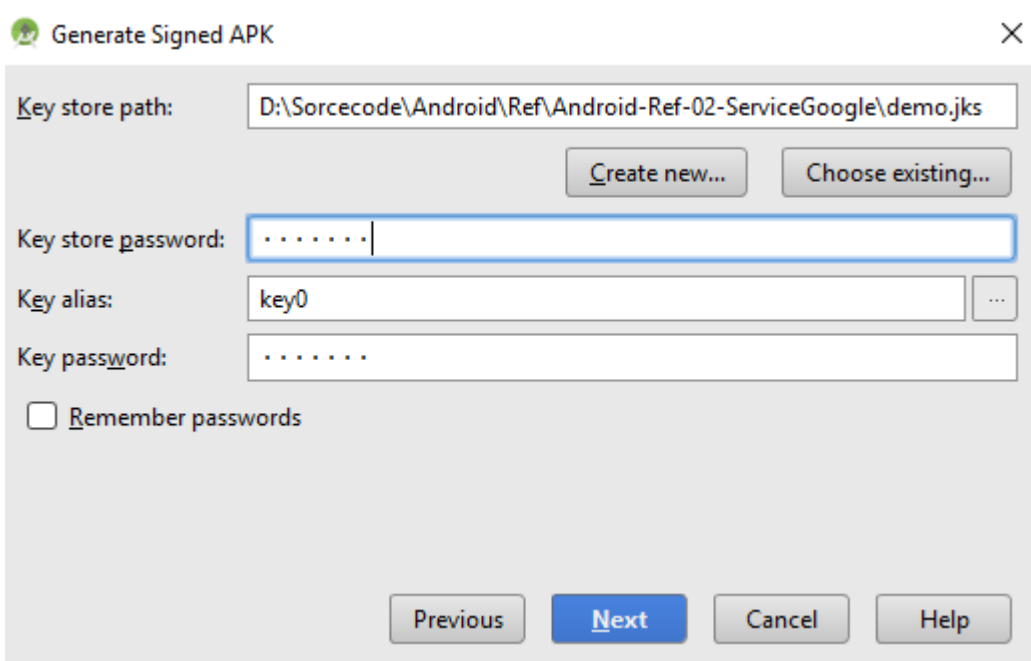 Generate Signed APK
Key store path: D:\Sorcecode\Android\Ref\Android-Ref-02-ServiceGoogle\demo.jks
Create new... Choose existing...
Key store password: ·······
Key alias: key0 ...
Key password: ·······
Remember passwords
Previous Next Cancel Help